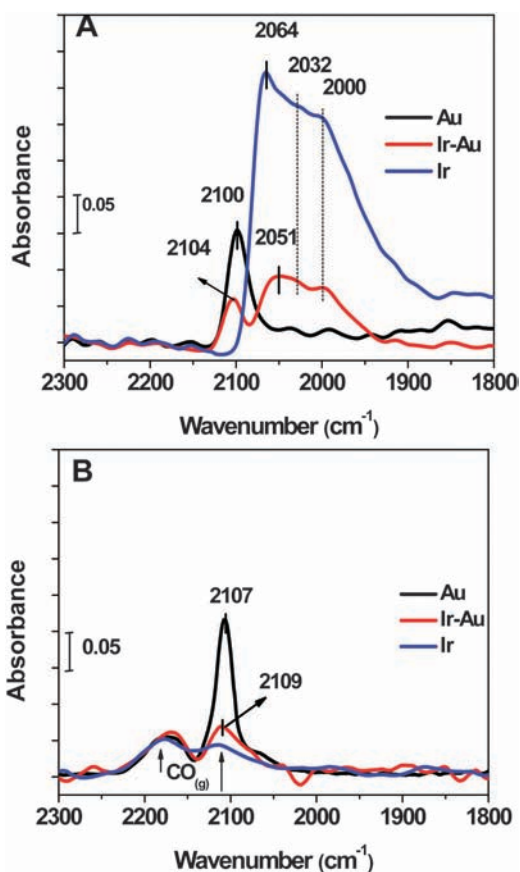 A
2064
2032
2000
Au
Ir-Au
Ir
0.05
2100
2104
2051
Absorbance
2300 2200 2100 2000 1900 1800
Wavenumber (cm-1)
B
2107
Au
Ir-Au
Ir
0.05
2109
CO(g)
Absorbance
2300 2200 2100 2000 1900 1800
Wavenumber (cm-1)